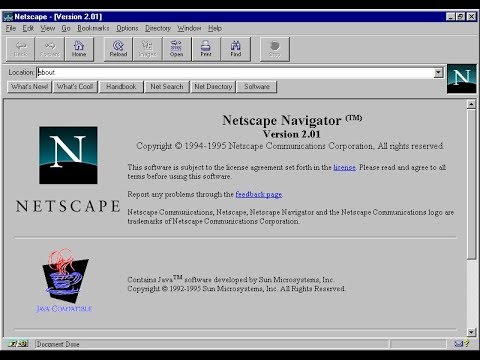 Netscape - [Version 2.01]
File Edit View Go Bookmarks Options Directory Window Help
Back Forward Home Reload Images Open Print Find Stop
Location: about:
What's New! What's Cool! Handbook Net Search Net Directory Software
N
Netscape Navigator (TM)
Version 2.01
Copyright © 1994-1995 Netscape Communications Corporation, All rights reserved.
N
NETSCAPE
This software is subject to the license agreement set forth in the license. Please read and agree to all
terms before using this software.
Report any problems through the feedback page.
Netscape Communications, Netscape, Netscape Navigator and the Netscape Communications logo are
trademarks of Netscape Communications Corporation.
JAVA COMPATIBLE
Contains Java™ software developed by Sun Microsystems, Inc.
Copyright © 1992-1995 Sun Microsystems, Inc. All Rights Reserved.
Document Done